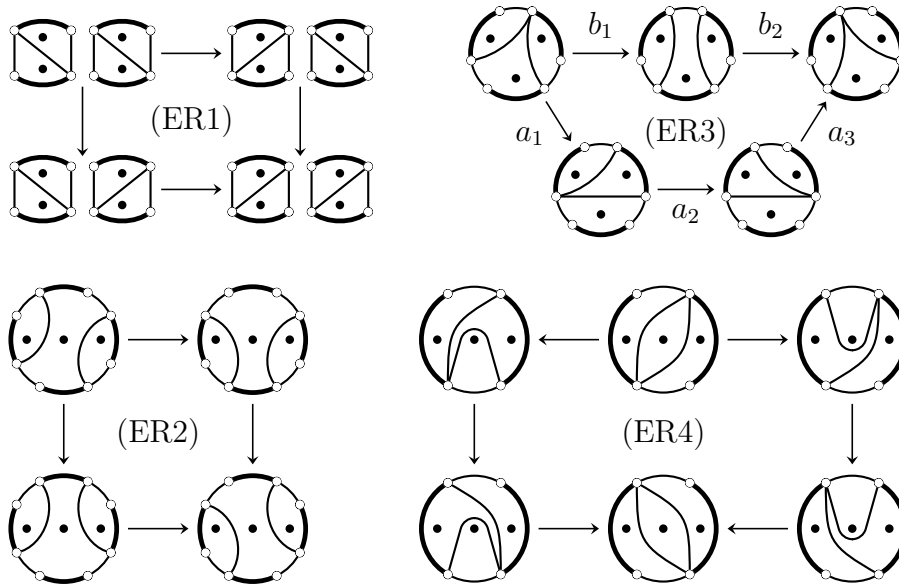 (ER1)
b₁ b₂
a₁ (ER3) a₃
a₂
(ER2)
(ER4)